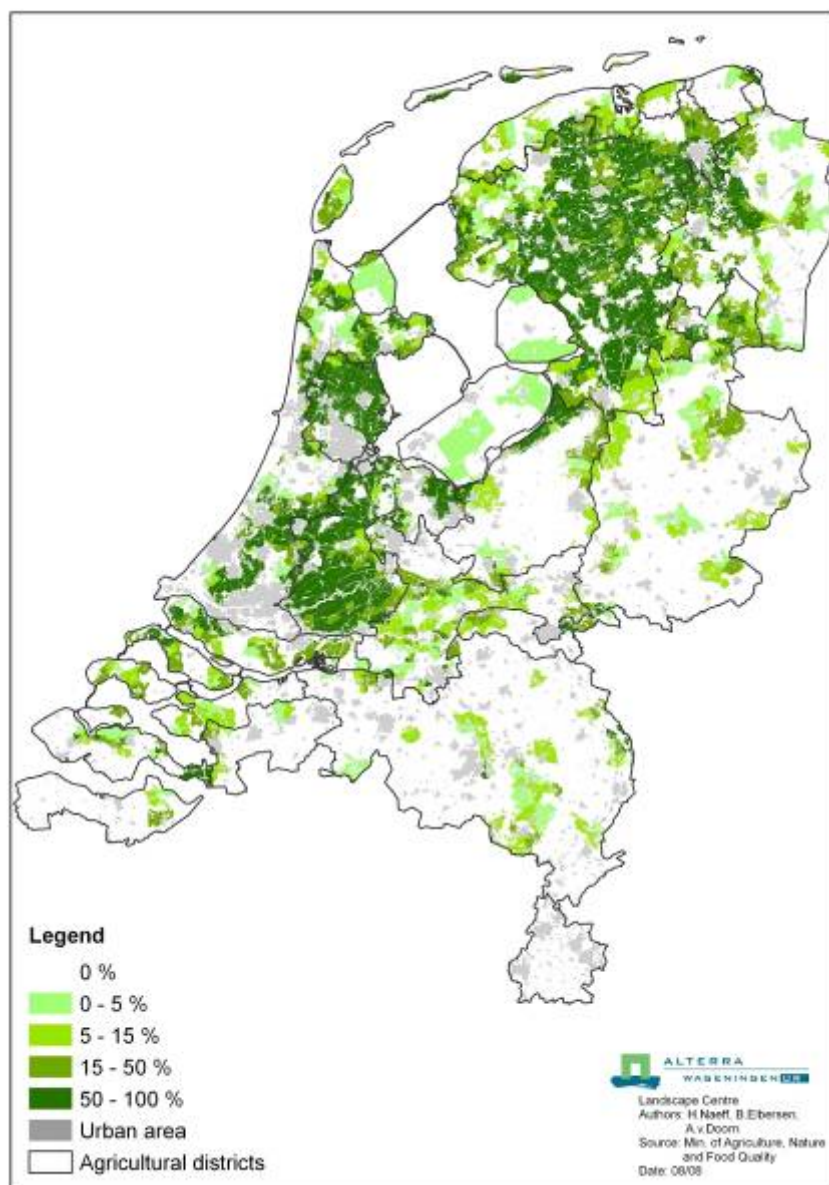 Legend
0 %
0 - 5 %
5 - 15 %
15 - 50 %
50 - 100 %
Urban area
Agricultural districts
ALTERRA
WAGENINGEN UR
Landscape Centre
Authors: H.Naeff, B.Elbersen,
A.v.Doorn
Source: Min. of Agriculture, Nature
and Food Quality
Date: 08/08